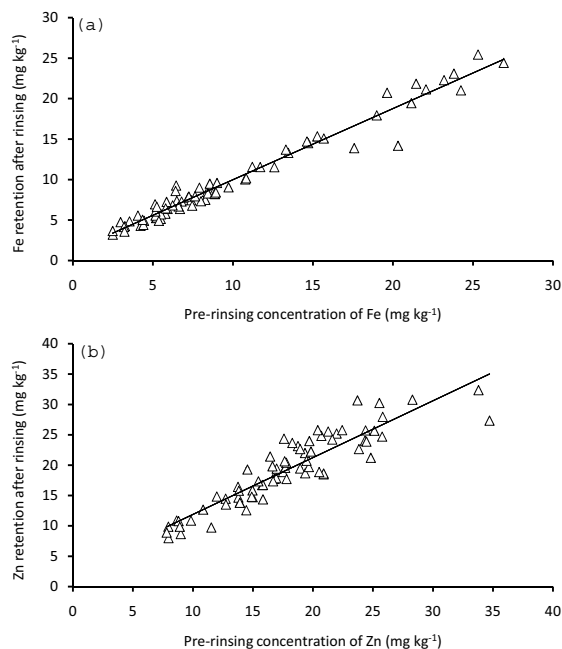 (a)
30
25
20
15
10
5
0
Fe retention after rinsing (mg kg⁻¹)
0 5 10 15 20 25 30
Pre-rinsing concentration of Fe (mg kg⁻¹)
(b)
40
35
30
25
20
15
10
5
0
Zn retention after rinsing (mg kg⁻¹)
0 5 10 15 20 25 30 35 40
Pre-rinsing concentration of Zn (mg kg⁻¹)